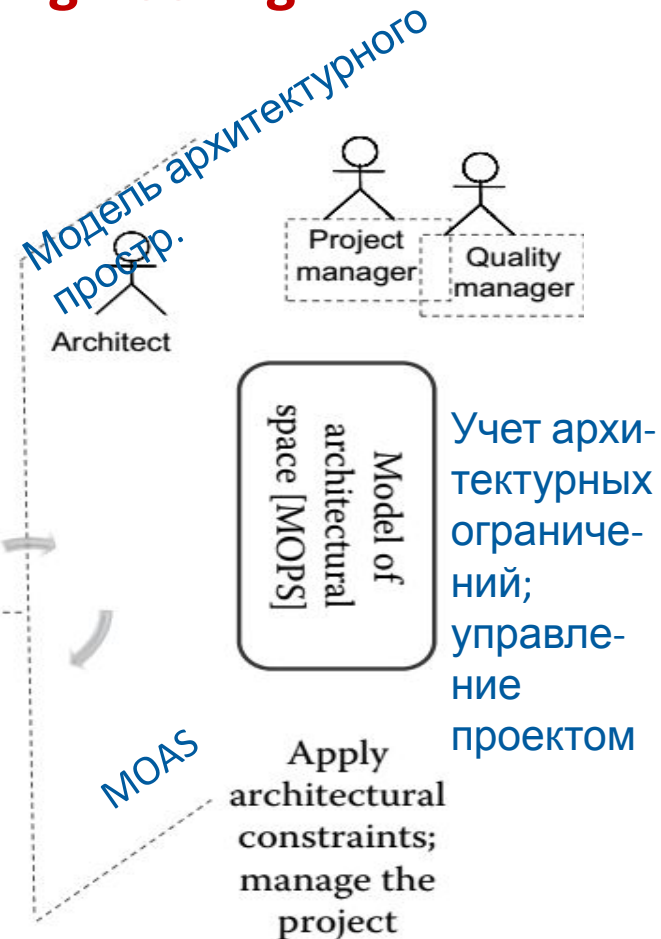 Модель архитектурного
простр.
Project
manager
Quality
manager
Architect
Model of
architectural
space [MOPS]
Учет архи-
тектурных
ограниче-
ний;
управле-
ние
проектом
MOAS
Apply
architectural
constraints;
manage the
project